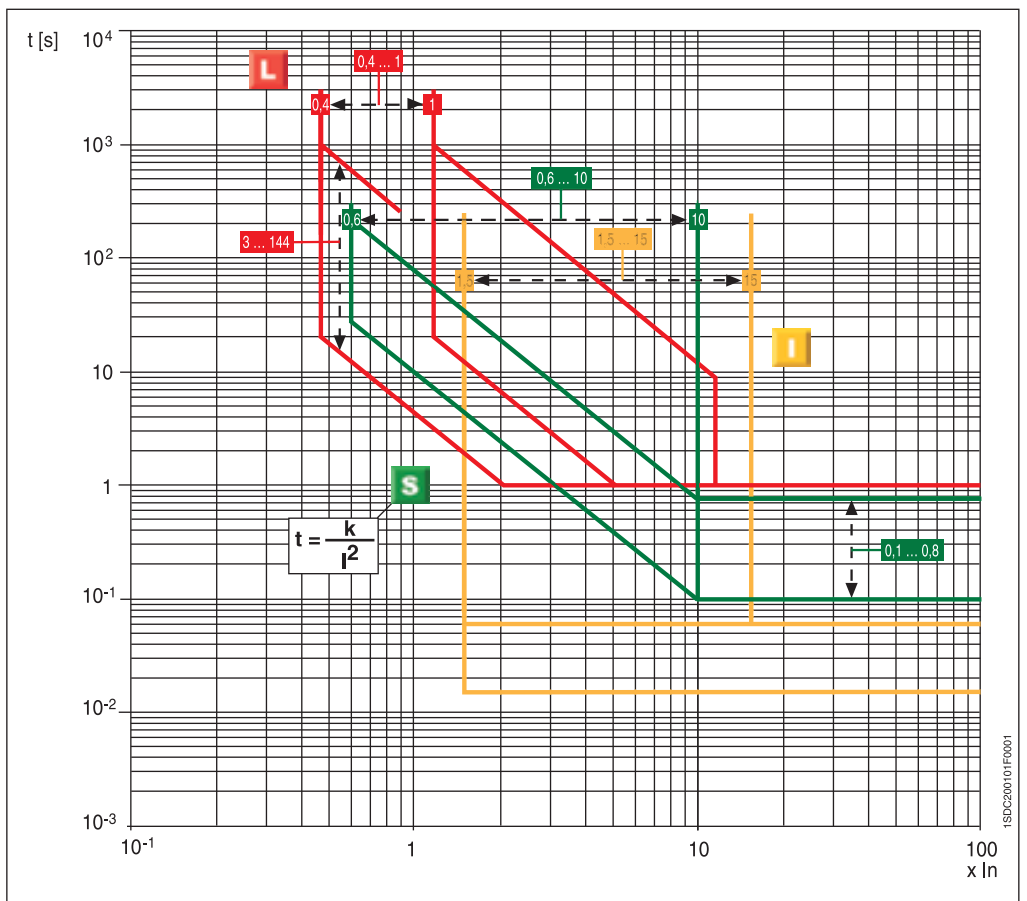 t [s]
10⁴
L
0,4 ... 1
0,4
1
10³
0,6 ... 10
0,6
10
3 ... 144
1.5 ... 15
10²
1,5
15
I
10
1
S
t = k / I²
0,1 ... 0,8
10⁻¹
10⁻²
10⁻³
10⁻¹
1
10
100
x In
1SDC200101F0001